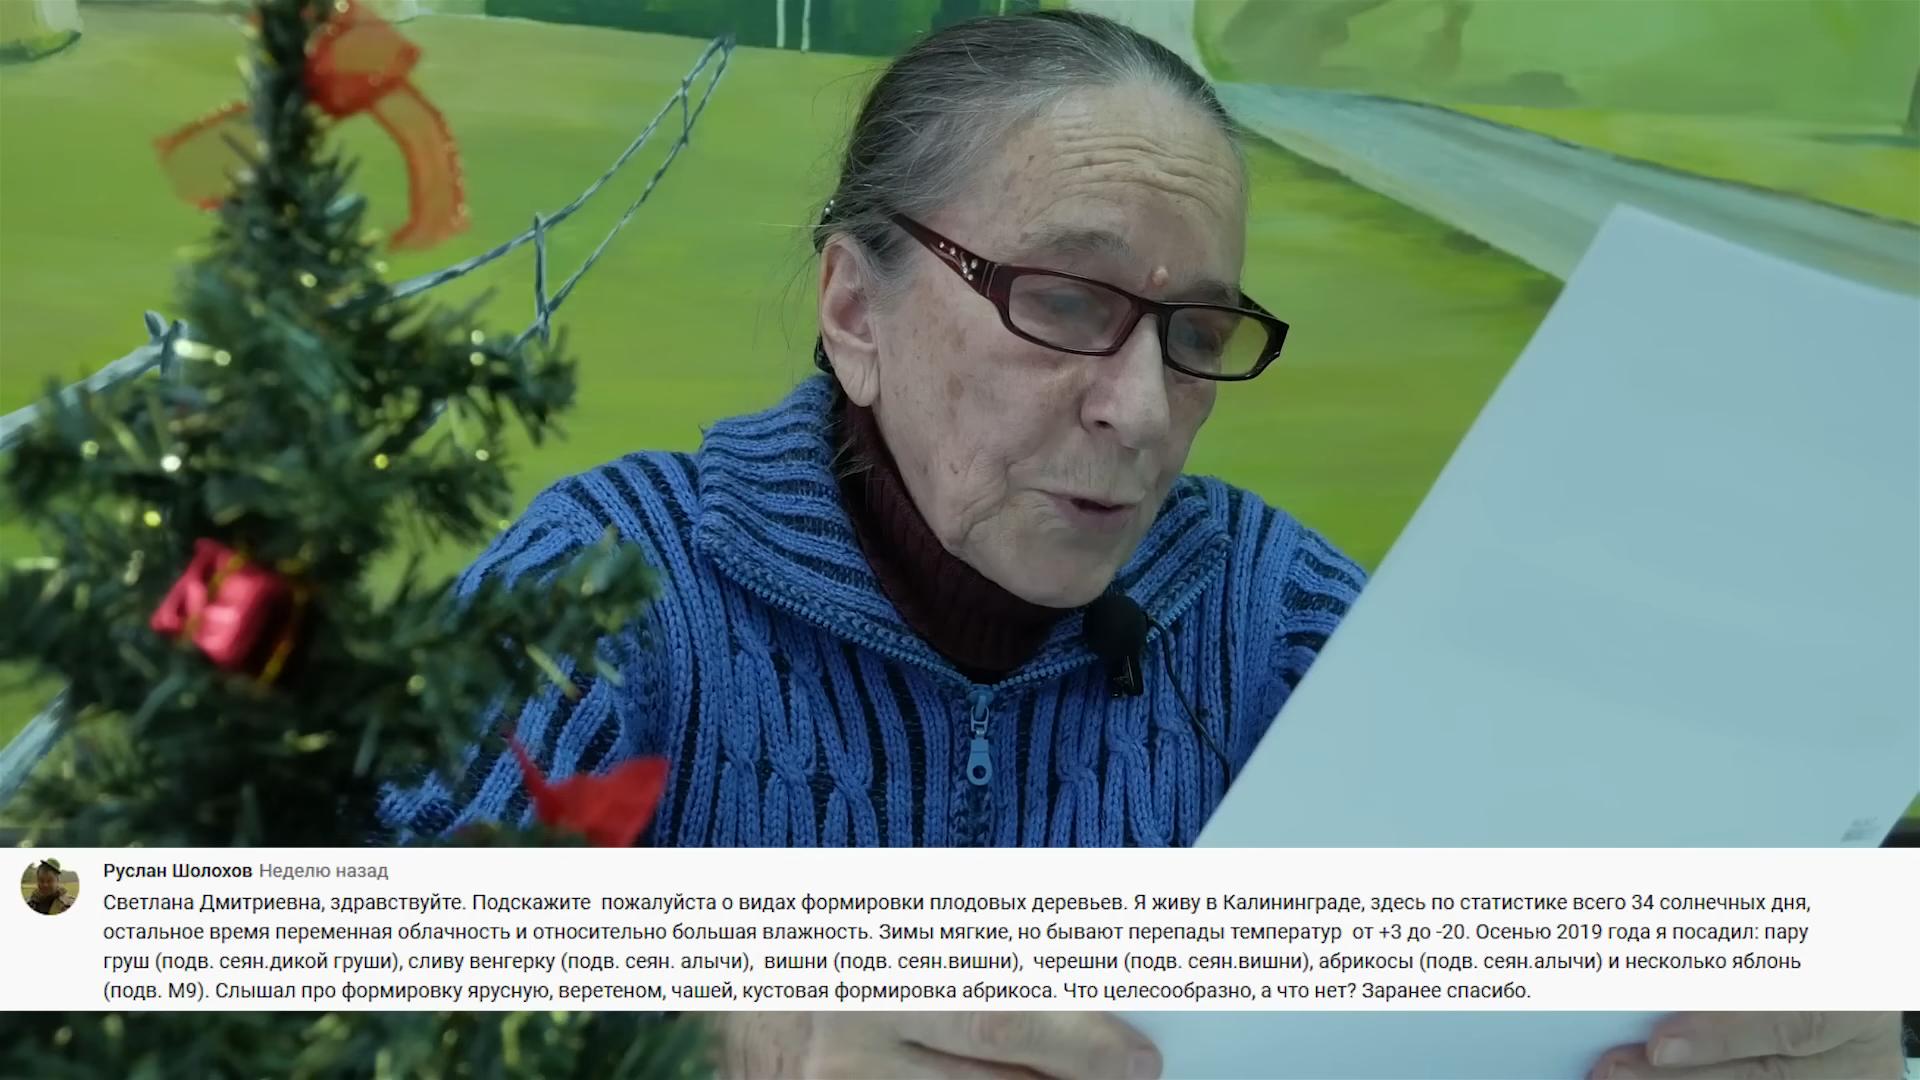 Руслан Шолохов Неделю назад
Светлана Дмитриевна, здравствуйте. Подскажите  пожалуйста о видах формировки плодовых деревьев. Я живу в Калининграде, здесь по статистике всего 34 солнечных дня,
остальное время переменная облачность и относительно большая влажность. Зимы мягкие, но бывают перепады температур  от +3 до -20. Осенью 2019 года я посадил: пару
груш (подв. сеян.дикой груши), сливу венгерку (подв. сеян. алычи),  вишни (подв. сеян.вишни),  черешни (подв. сеян.вишни), абрикосы (подв. сеян.алычи) и несколько яблонь
(подв. М9). Слышал про формировку ярусную, веретеном, чашей, кустовая формировка абрикоса. Что целесообразно, а что нет? Заранее спасибо.